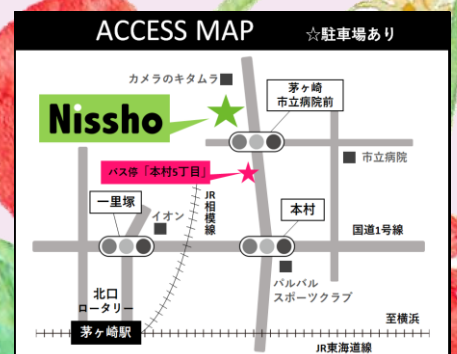 ACCESS MAP
☆駐車場あり
カメラのキタムラ
茅ヶ崎
市立病院前
Nissho
市立病院
バス停「本村5丁目」
一里塚
イオン
JR
相
模
線
本村
国道1号線
パルバル
スポーツクラブ
北口
ロータリー
至横浜
茅ヶ崎駅
JR東海道線